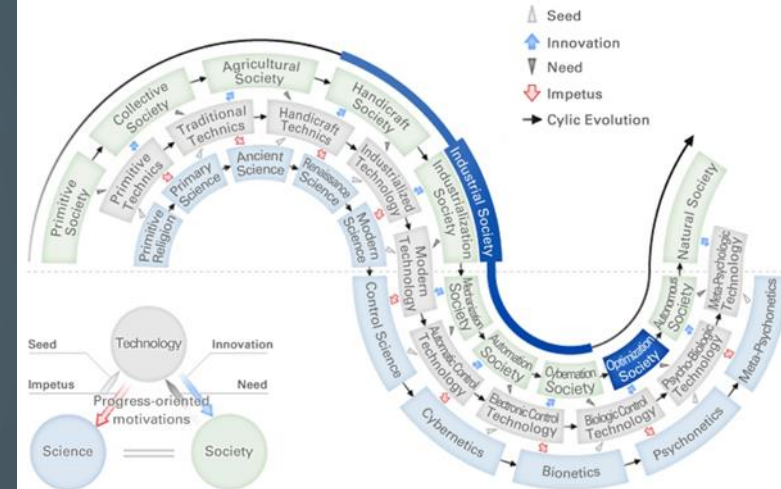 Seed
Innovation
Need
Impetus
Cylic Evolution
Primitive
Society
Collective
Society
Agricultural
Society
Handicraft
Society
Industrialization
Society
Industrial Society
Primitive
Technics
Traditional
Technics
Handicraft
Technics
Industrialized
Technology
Modern
Technology
Primitive
Religion
Primary
Science
Ancient
Science
Renaissance
Science
Modern
Science
Control Science
Cybernetics
Bionetics
Psychonetics
Meta-Psychonetics
Automatic Control
Technology
Electronic Control
Technology
Biologic Control
Technology
Psycho-Biologic
Technology
Meta-Psychologic
Technology
Mechanization
Society
Automation
Society
Cybernation
Society
Optimization
Society
Autonomous
Society
Natural Society
Technology
Seed
Innovation
Impetus
Need
Progress-oriented
motivations
Science
Society